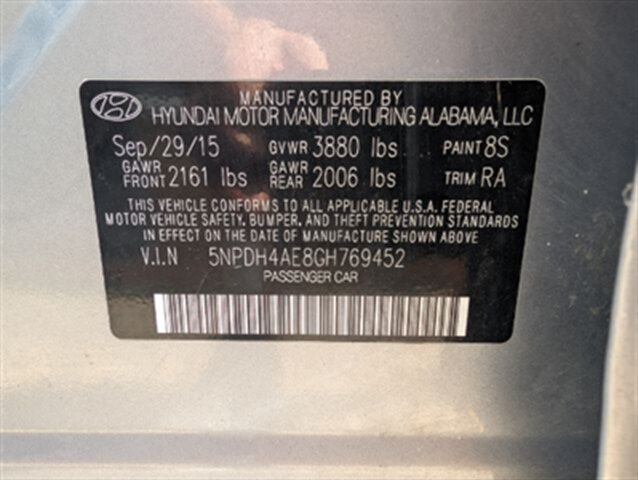 MANUFACTURED BY
HYUNDAI MOTOR MANUFACTURING ALABAMA, LLC
Sep/29/15 GVWR 3880 lbs PAINT 8S
GAWR FRONT 2161 lbs GAWR REAR 2006 lbs TRIM RA
THIS VEHICLE CONFORMS TO ALL APPLICABLE U.S.A. FEDERAL
MOTOR VEHICLE SAFETY, BUMPER, AND THEFT PREVENTION STANDARDS
IN EFFECT ON THE DATE OF MANUFACTURE SHOWN ABOVE.
V.I.N 5NPDH4AE8GH769452
PASSENGER CAR